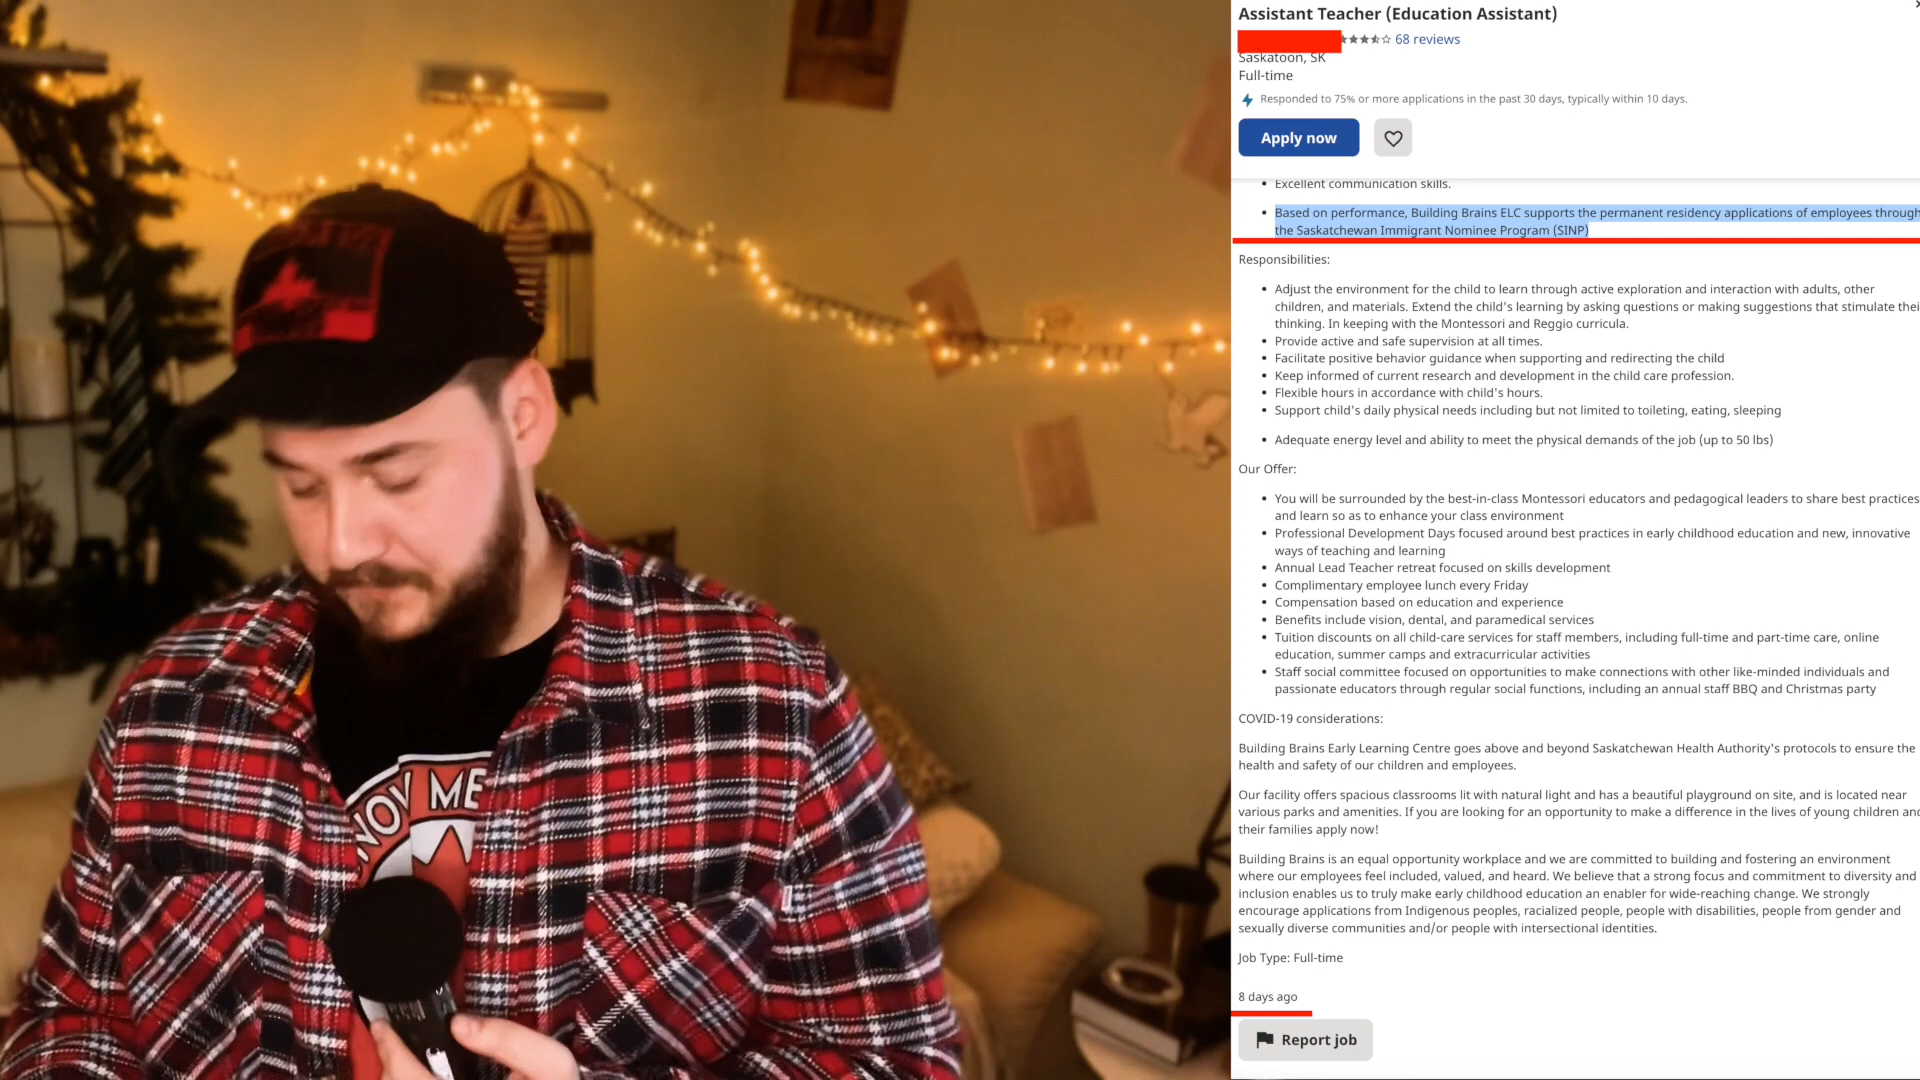 NOY ME
Assistant Teacher (Education Assistant)
68 reviews
Saskatoon, SK
Full-time
Responded to 75% or more applications in the past 30 days, typically within 10 days.
Apply now
Excellent communication skills.
Based on performance, Building Brains ELC supports the permanent residency applications of employees through
the Saskatchewan Immigrant Nominee Program (SINP)
Responsibilities:
Adjust the environment for the child to learn through active exploration and interaction with adults, other
children, and materials. Extend the child's learning by asking questions or making suggestions that stimulate thei
thinking. In keeping with the Montessori and Reggio curricula.
Provide active and safe supervision at all times.
Facilitate positive behavior guidance when supporting and redirecting the child
Keep informed of current research and development in the child care profession.
Flexible hours in accordance with child's hours.
Support child's daily physical needs including but not limited to toileting, eating, sleeping
Adequate energy level and ability to meet the physical demands of the job (up to 50 lbs)
Our Offer:
You will be surrounded by the best-in-class Montessori educators and pedagogical leaders to share best practices
and learn so as to enhance your class environment
Professional Development Days focused around best practices in early childhood education and new, innovative
ways of teaching and learning
Annual Lead Teacher retreat focused on skills development
Complimentary employee lunch every Friday
Compensation based on education and experience
Benefits include vision, dental, and paramedical services
Tuition discounts on all child-care services for staff members, including full-time and part-time care, online
education, summer camps and extracurricular activities
Staff social committee focused on opportunities to make connections with other like-minded individuals and
passionate educators through regular social functions, including an annual staff BBQ and Christmas party
COVID-19 considerations:
Building Brains Early Learning Centre goes above and beyond Saskatchewan Health Authority's protocols to ensure the
health and safety of our children and employees.
Our facility offers spacious classrooms lit with natural light and has a beautiful playground on site, and is located near
various parks and amenities. If you are looking for an opportunity to make a difference in the lives of young children and
their families apply now!
Building Brains is an equal opportunity workplace and we are committed to building and fostering an environment
where our employees feel included, valued, and heard. We believe that a strong focus and commitment to diversity and
inclusion enables us to truly make early childhood education an enabler for wide-reaching change. We strongly
encourage applications from Indigenous peoples, racialized people, people with disabilities, people from gender and
sexually diverse communities and/or people with intersectional identities.
Job Type: Full-time
8 days ago
Report job